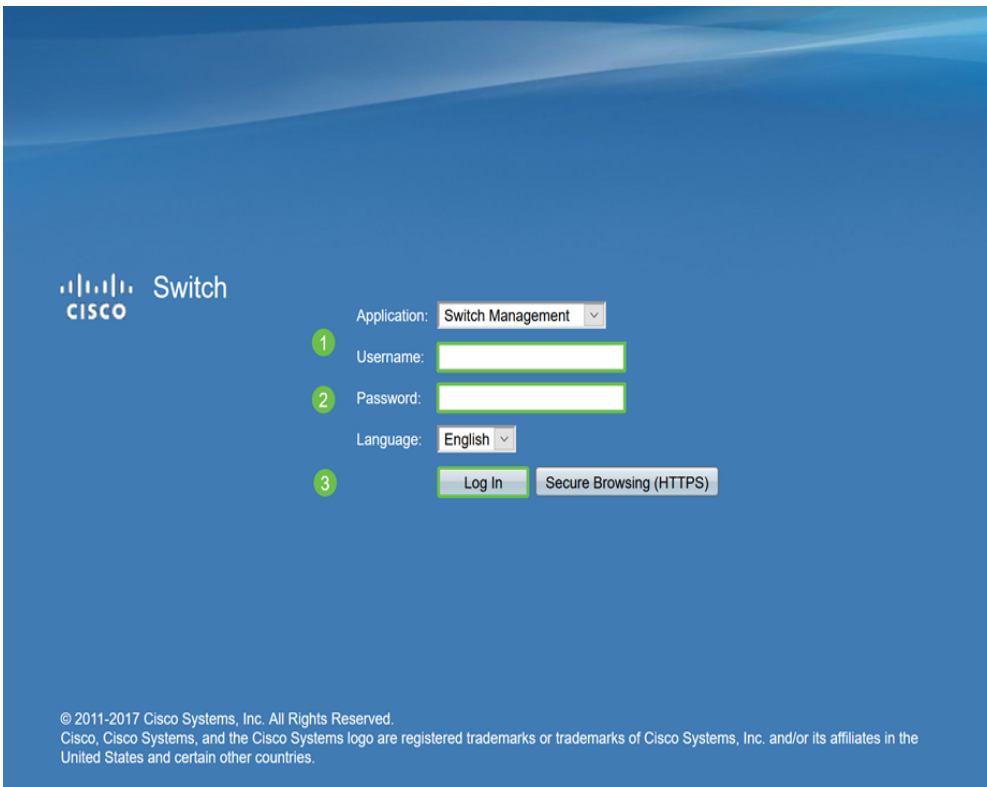 Switch
CISCO
Application: Switch Management
1
Username:
2 Password:
Language: English
3 Log In Secure Browsing (HTTPS)
© 2011-2017 Cisco Systems, Inc. All Rights Reserved.
Cisco, Cisco Systems, and the Cisco Systems logo are registered trademarks or trademarks of Cisco Systems, Inc. and/or its affiliates in the
United States and certain other countries.